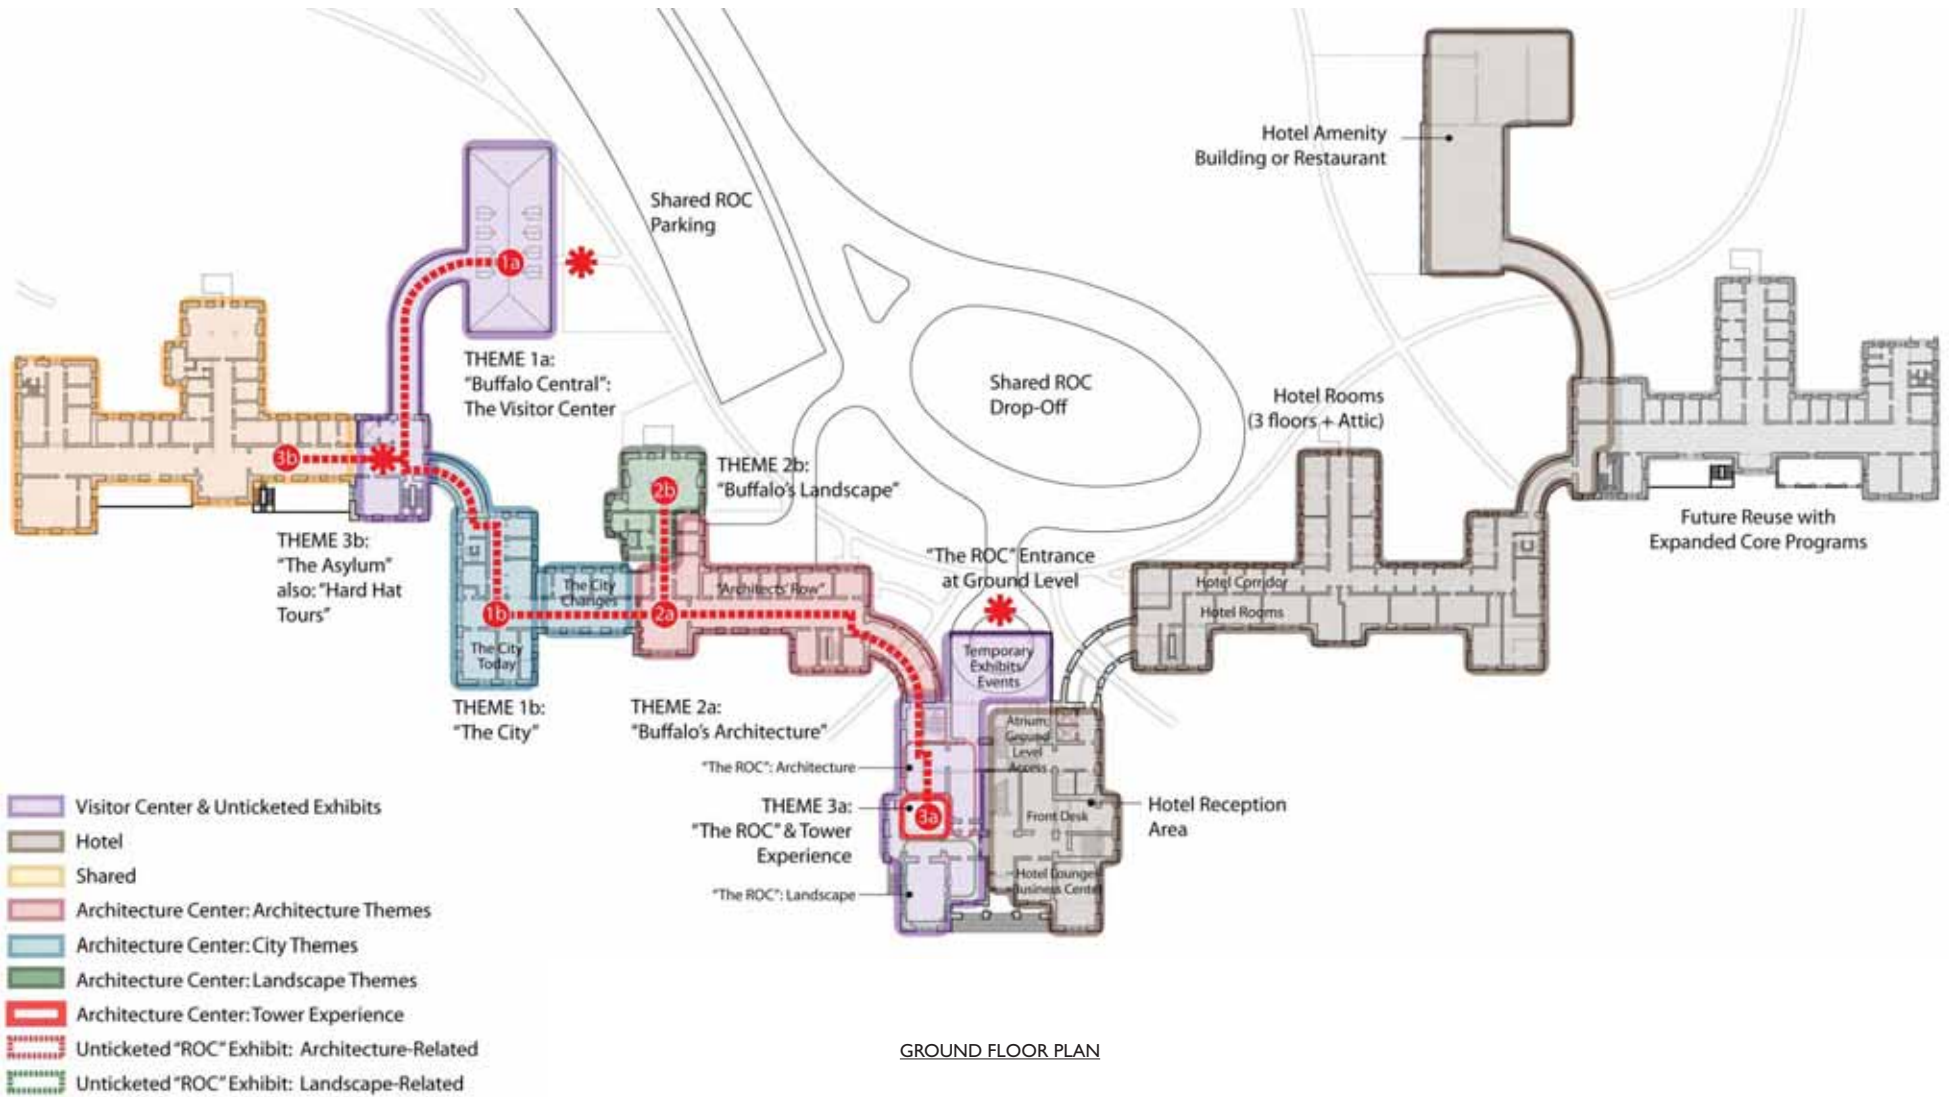 Hotel Amenity
Building or Restaurant
Shared ROC
Parking
1a
THEME 1a:
"Buffalo Central":
The Visitor Center
Shared ROC
Drop-Off
Hotel Rooms
(3 floors + Attic)
3b
2b
THEME 2b:
"Buffalo's Landscape"
THEME 3b:
"The Asylum"
also: "Hard Hat
Tours"
Future Reuse with
Expanded Core Programs
"The ROC" Entrance
at Ground Level
The City
Changes
"Architects' Row"
Hotel Corridor
Hotel Rooms
1b
2a
The City
Today
Temporary
Exhibits/
Events
THEME 1b:
"The City"
THEME 2a:
"Buffalo's Architecture"
Atrium:
Ground
Level
Access
"The ROC": Architecture
THEME 3a:
"The ROC" & Tower
Experience
3a
Front Desk
Hotel Reception
Area
"The ROC": Landscape
Hotel Lounge
Business Center
Visitor Center & Unticketed Exhibits
Hotel
Shared
Architecture Center: Architecture Themes
Architecture Center: City Themes
Architecture Center: Landscape Themes
Architecture Center: Tower Experience
Unticketed "ROC" Exhibit: Architecture-Related
Unticketed "ROC" Exhibit: Landscape-Related
GROUND FLOOR PLAN